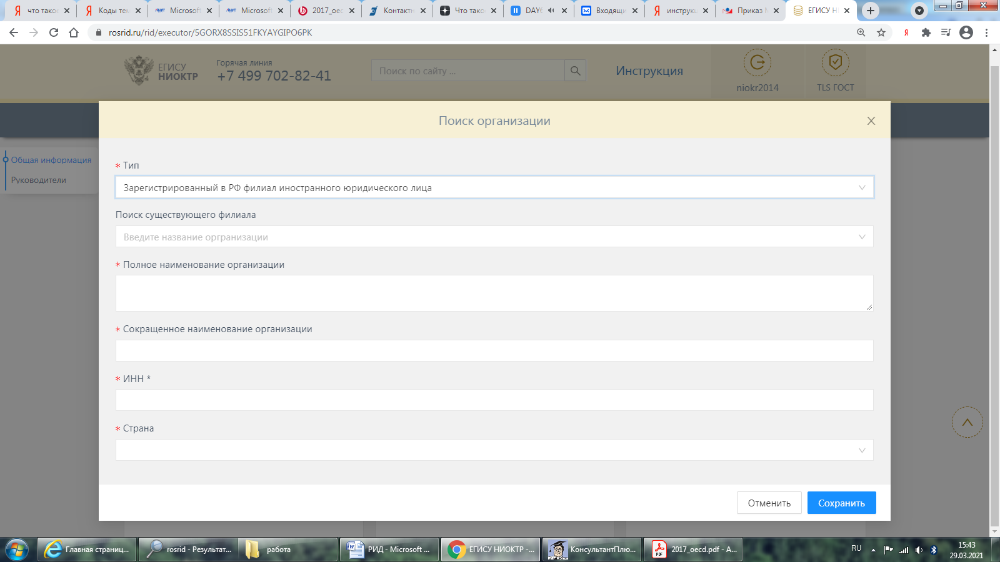 что такое
Коды тем
Microsoft
Microsoft
2017_oec
Контактн
Что тако
DAY6
Входящи
инструкц
Приказ М
ЕГИСУ Н
rosrid.ru/rid/executor/5GORX8SSIS51FKYAYGIPO6PK
ЕГИСУ
НИОКТР
Горячая линия
+7 499 702-82-41
Поиск по сайту ...
Инструкция
niokr2014
TLS ГОСТ
Поиск организации
Общая информация
Руководители
* Тип
Зарегистрированный в РФ филиал иностранного юридического лица
Поиск существующего филиала
Введите название оргранизации
* Полное наименование организации
* Сокращенное наименование организации
* ИНН *
* Страна
Отменить
Сохранить
Главная страниц...
rosrid - Результат...
работа
РИД - Microsoft ...
ЕГИСУ НИОКТР -...
КонсультантПлю...
2017_oecd.pdf - A...
RU
15:43
29.03.2021